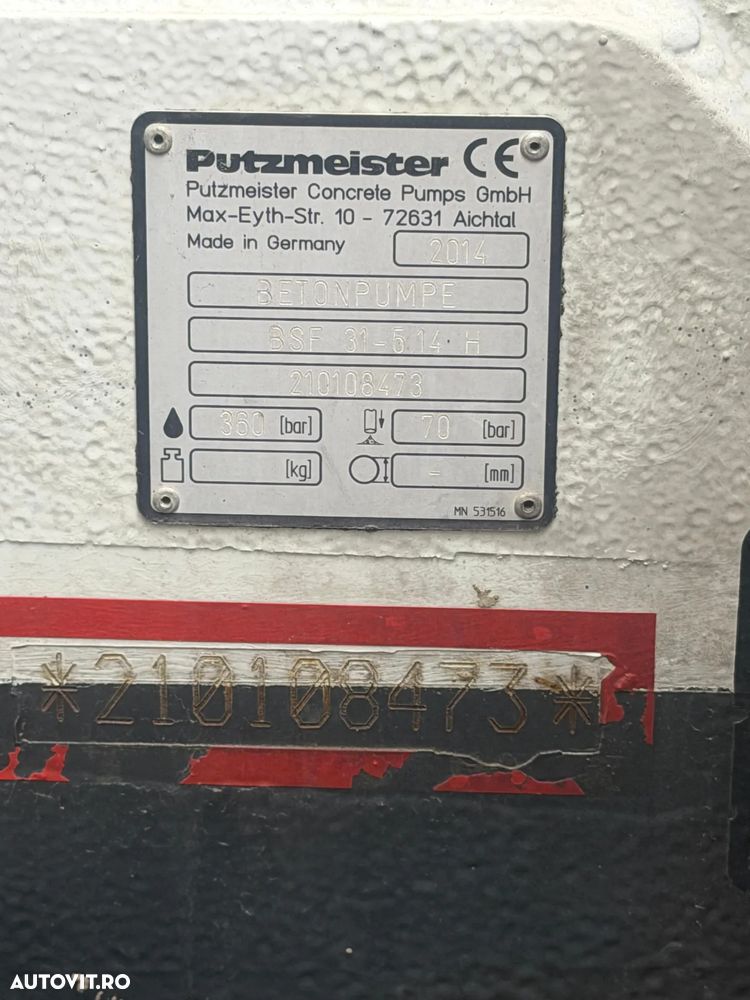 Putzmeister CE
Putzmeister Concrete Pumps GmbH
Max-Eyth-Str. 10 - 72631 Aichtal
Made in Germany 2014
BETONPUMPE
BSF 31-5.14 H
210108473
360 [bar] 70 [bar]
[kg] - [mm]
MN 531516
*210108473*
AUTOVIT.RO